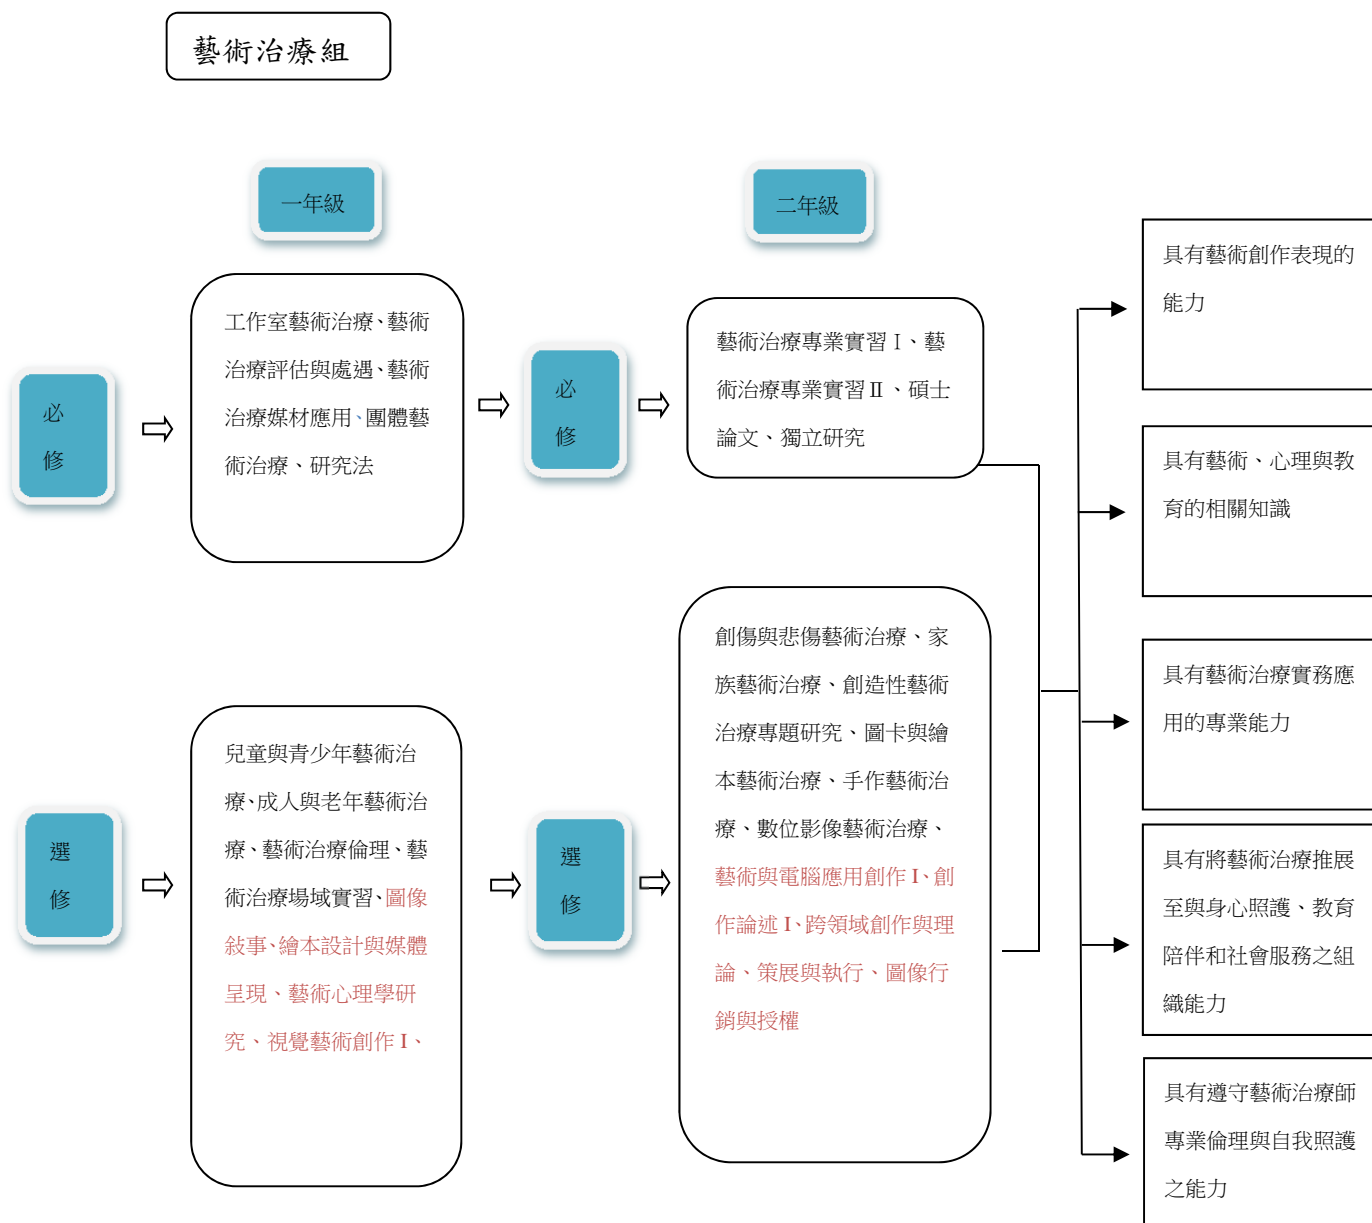 藝術治療組
一年級
二年級
必
修
工作室藝術治療、藝術
治療評估與處遇、藝術
治療媒材應用、團體藝
術治療、研究法
必
修
藝術治療專業實習 I、藝
術治療專業實習 II、碩士
論文、獨立研究
選
修
兒童與青少年藝術治
療、成人與老年藝術治
療、藝術治療倫理、藝
術治療場域實習、圖像
敍事、繪本設計與媒體
呈現、藝術心理學研
究、視覺藝術創作 I、
選
修
創傷與悲傷藝術治療、家
族藝術治療、創造性藝術
治療專題研究、圖卡與繪
本藝術治療、手作藝術治
療、數位影像藝術治療、
藝術與電腦應用創作 I、創
作論述 I、跨領域創作與理
論、策展與執行、圖像行
銷與授權
具有藝術創作表現的
能力
具有藝術、心理與教
育的相關知識
具有藝術治療實務應
用的專業能力
具有將藝術治療推展
至與身心照護、教育
陪伴和社會服務之組
織能力
具有遵守藝術治療師
專業倫理與自我照護
之能力